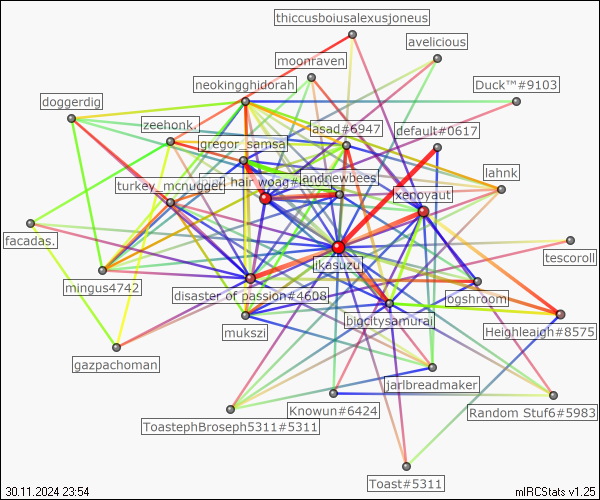 thiccusboiusalexusjoneus
avelicious
moonraven
neokingghidorah
Duck™#9103
doggerdig
zeehonk.
asad#6947
default#0617
gregor_samsa
lahnk
turkey_mcnugget
hair woag#
andnewbees
xenoyaut
facadas.
ikasuzu
tescoroll
mingus4742
disaster of passion#4608
ogshroom
mukszi
bigcitysamurai
Heighleaigh#8575
gazpachoman
jarlbreadmaker
Knowun#6424
Random Stuf6#5983
ToastephBroseph5311#5311
Toast#5311
30.11.2024 23:54
mIRCStats v1.25